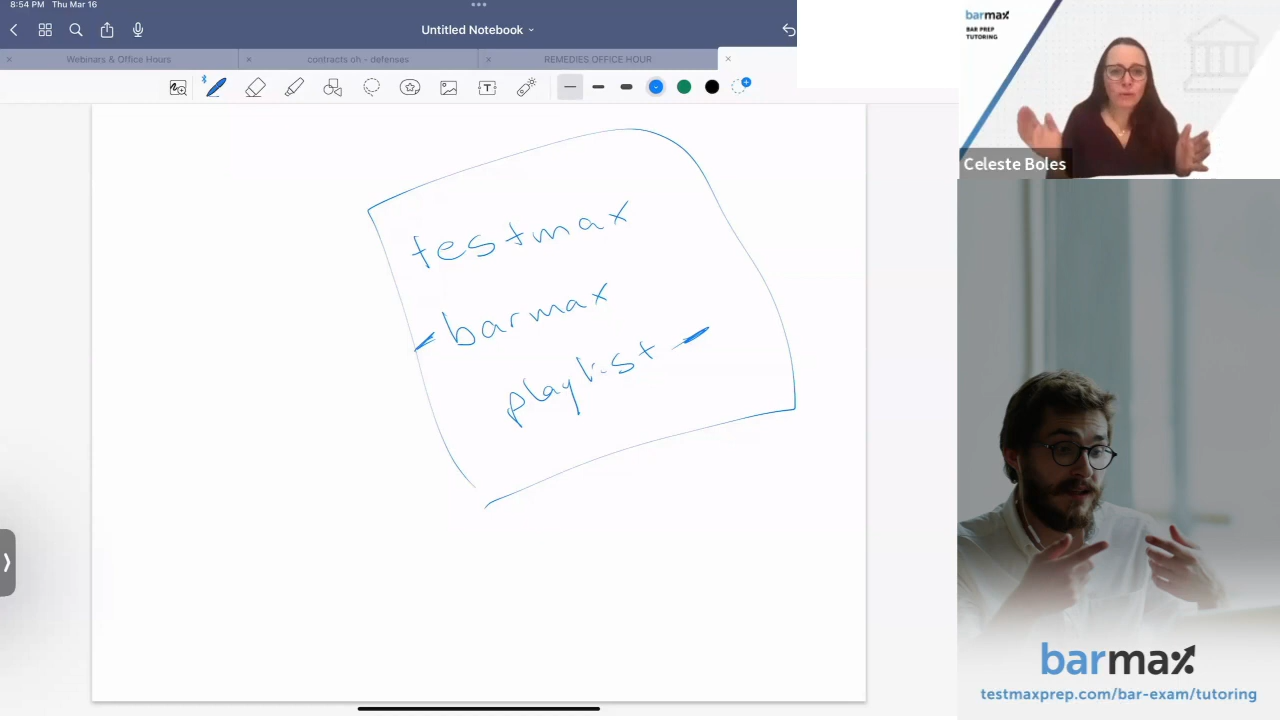 8:54 PM Thu Mar 16
Untitled Notebook
Webinars & Office Hours
contracts oh - defenses
REMEDIES OFFICE HOUR
testmax
barmax
playlist
barmax
BAR PREP
TUTORING
Celeste Boles
barmax
testmaxprep.com/bar-exam/tutoring